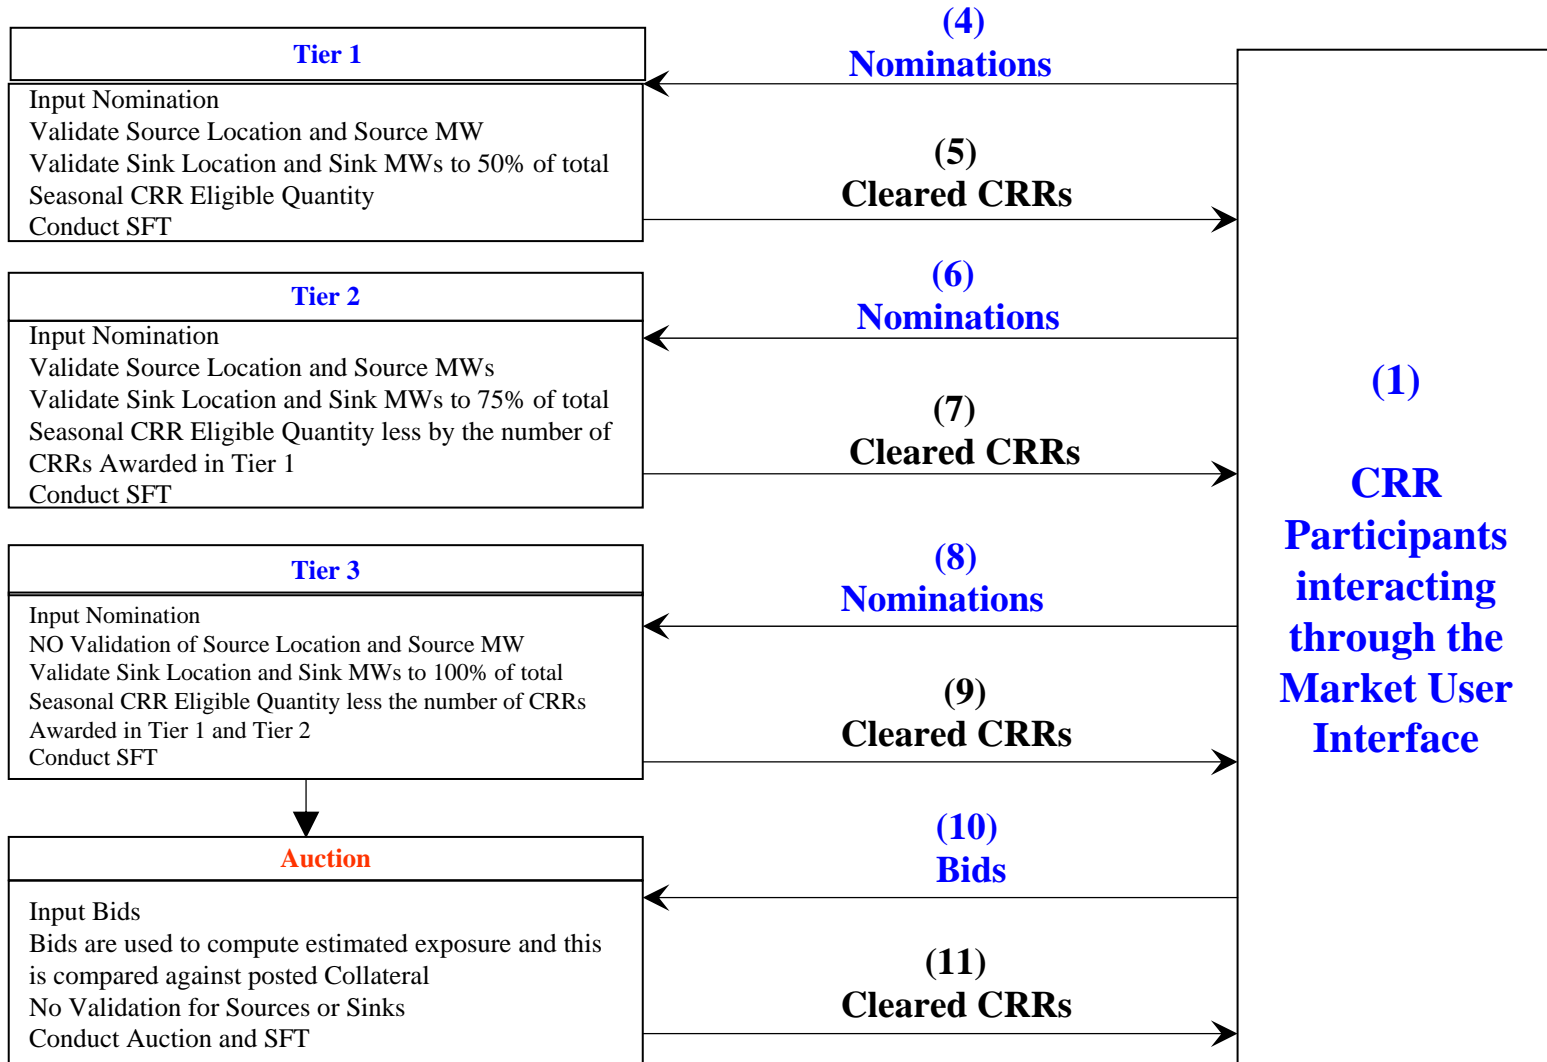 Tier 1
Input Nomination
Validate Source Location and Source MW
Validate Sink Location and Sink MWs to 50% of total
Seasonal CRR Eligible Quantity
Conduct SFT
(4)
Nominations
(5)
Cleared CRRs
Tier 2
Input Nomination
Validate Source Location and Source MWs
Validate Sink Location and Sink MWs to 75% of total
Seasonal CRR Eligible Quantity less by the number of
CRRs Awarded in Tier 1
Conduct SFT
(6)
Nominations
(7)
Cleared CRRs
Tier 3
Input Nomination
NO Validation of Source Location and Source MW
Validate Sink Location and Sink MWs to 100% of total
Seasonal CRR Eligible Quantity less the number of CRRs
Awarded in Tier 1 and Tier 2
Conduct SFT
(8)
Nominations
(9)
Cleared CRRs
Auction
Input Bids
Bids are used to compute estimated exposure and this
is compared against posted Collateral
No Validation for Sources or Sinks
Conduct Auction and SFT
(10)
Bids
(11)
Cleared CRRs
(1)
CRR
Participants
interacting
through the
Market User
Interface